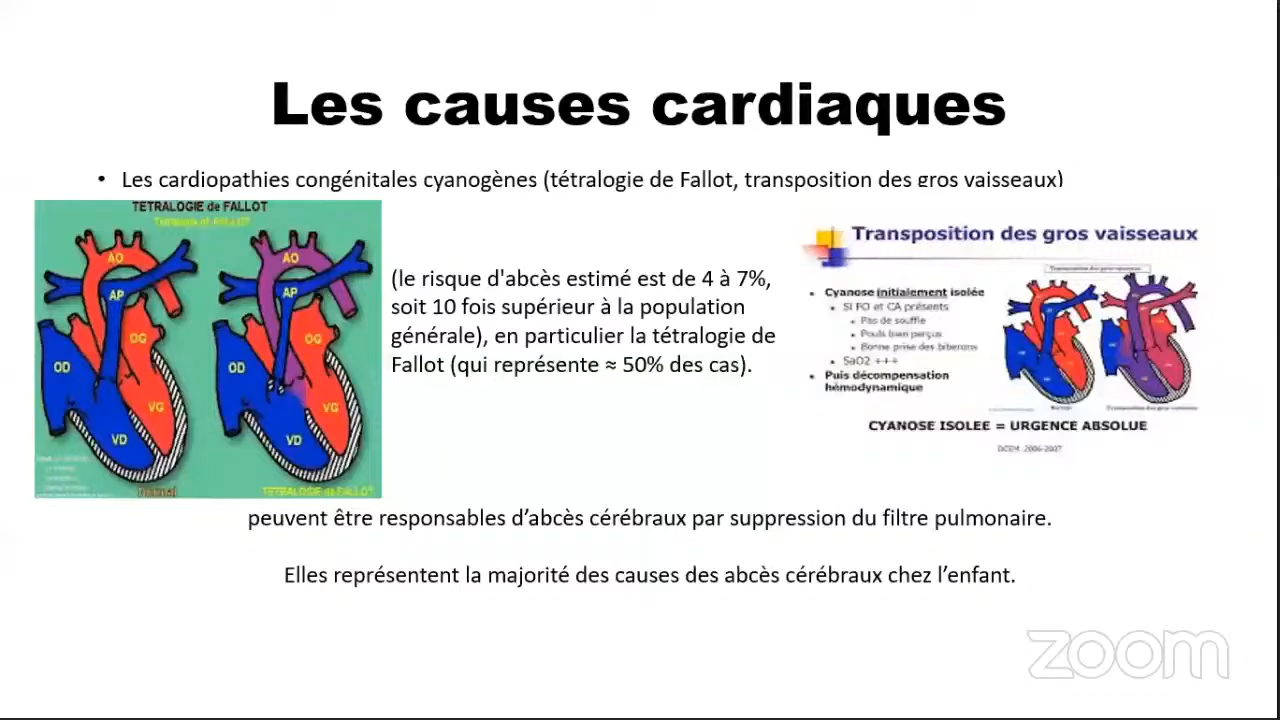 Les causes cardiaques
• Les cardiopathies congénitales cyanogènes (tétralogie de Fallot, transposition des gros vaisseaux)
TETRALOGIE de FALLOT
AO
AP
OG
OD
VG
VD
AO
AP
OG
OD
VG
VD
Normal
TETRALOGIE de FALLOT
(le risque d'abcès estimé est de 4 à 7%,
soit 10 fois supérieur à la population
générale), en particulier la tétralogie de
Fallot (qui représente ≈ 50% des cas).
Transposition des gros vaisseaux
Transposition des gros vaisseaux
• Cyanose initialement isolée
• SI FO et CA présents
• Pas de souffle
• Pouls bien perçus
• Bonne prise des biberons
• SaO2 +++
• Puis décompensation
hémodynamique
CYANOSE ISOLEE = URGENCE ABSOLUE
DCEM 2006-2007
peuvent être responsables d’abcès cérébraux par suppression du filtre pulmonaire.
Elles représentent la majorité des causes des abcès cérébraux chez l’enfant.
zoom